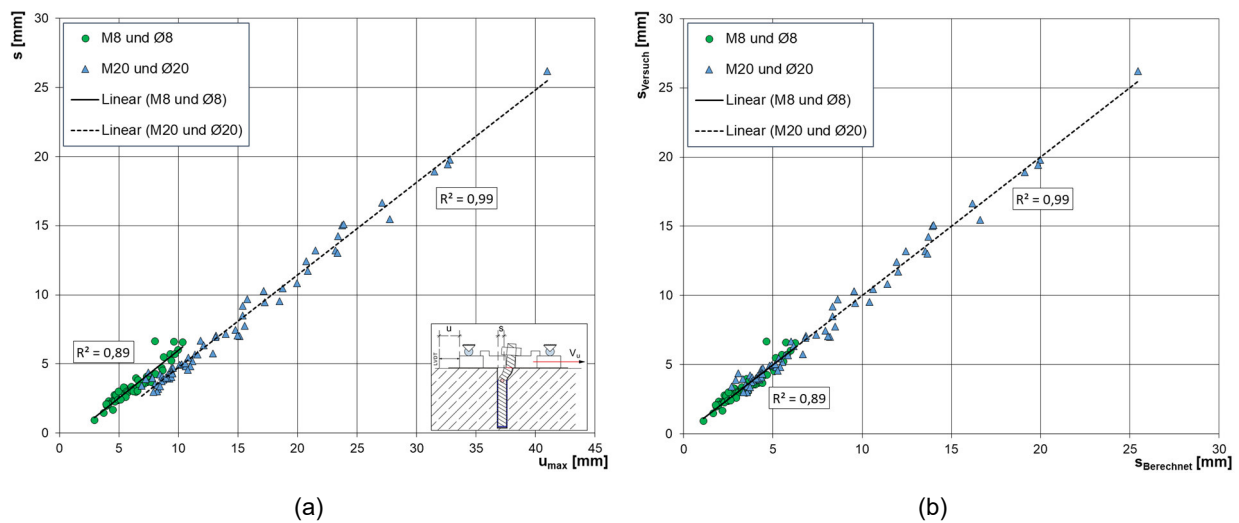 s [mm]
30
25
20
15
10
5
0
M8 und Ø8
M20 und Ø20
Linear (M8 und Ø8)
Linear (M20 und Ø20)
R² = 0,99
R² = 0,89
u
s
LVDT
Vu
0 5 10 15 20 25 30 35 40 45
umax [mm]
(a)
sVersuch [mm]
30
25
20
15
10
5
0
M8 und Ø8
M20 und Ø20
Linear (M8 und Ø8)
Linear (M20 und Ø20)
R² = 0,99
R² = 0,89
0 5 10 15 20 25 30
sBerechnet [mm]
(b)